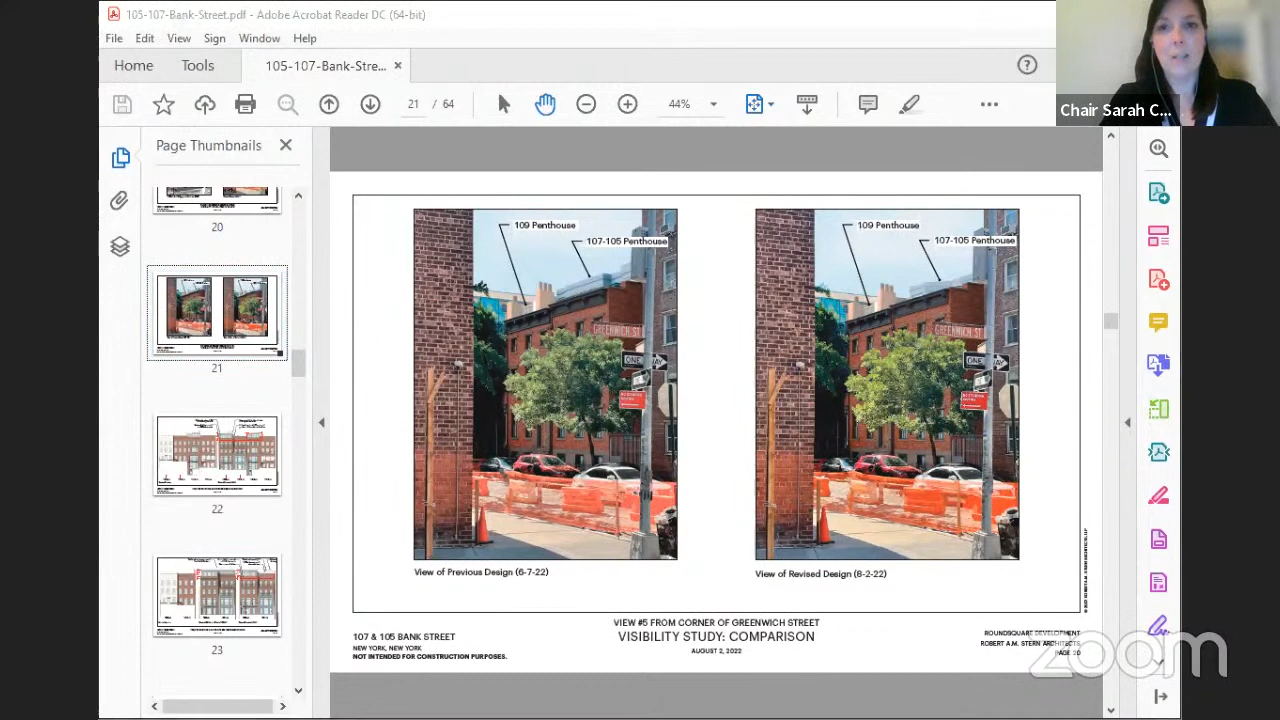 105-107-Bank-Street.pdf - Adobe Acrobat Reader DC (64-bit)
File Edit View Sign Window Help
Home Tools 105-107-Bank-Stre... ×
21 / 64 44%
Chair Sarah C...
Page Thumbnails
20
21
22
23
109 Penthouse
107-105 Penthouse
GREENWICH ST
ONE WAY
View of Previous Design (6-7-22)
109 Penthouse
107-105 Penthouse
GREENWICH ST
ONE WAY
View of Revised Design (8-2-22)
VIEW #5 FROM CORNER OF GREENWICH STREET
VISIBILITY STUDY: COMPARISON
AUGUST 2, 2022
107 & 105 BANK STREET
NEW YORK, NEW YORK
NOT INTENDED FOR CONSTRUCTION PURPOSES.
ROUNDSQUARE DEVELOPMENT
ROBERT A.M. STERN ARCHITECTS
PAGE 20
zoom